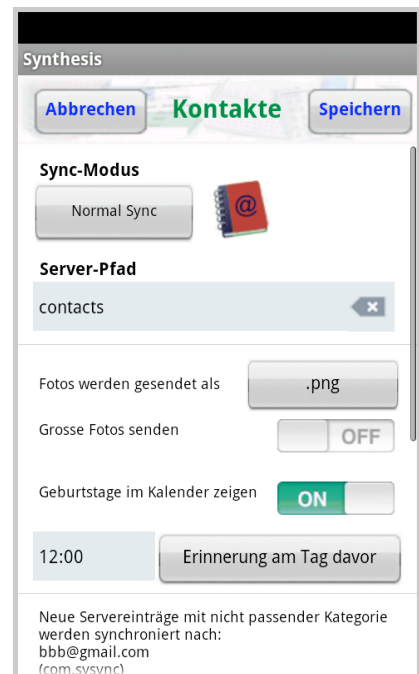 Synthesis
Abbrechen Kontakte Speichern
Sync-Modus
Normal Sync
@
Server-Pfad
contacts
Fotos werden gesendet als .png
Grosse Fotos senden OFF
Geburtstage im Kalender zeigen ON
12:00 Erinnerung am Tag davor
Neue Servereinträge mit nicht passender Kategorie
werden synchroniert nach:
bbb@gmail.com
(com.sysync)